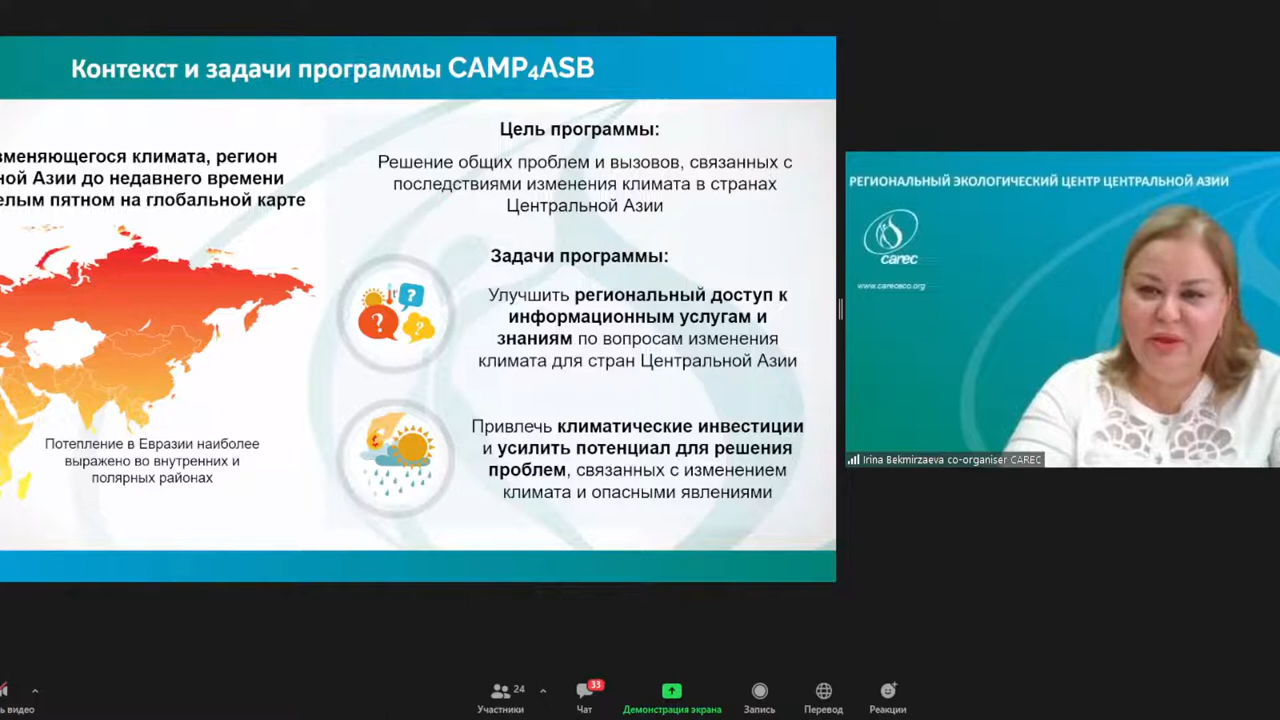 Контекст и задачи программы CAMP4ASB
зменяющегося климата, регион
ной Азии до недавнего времени
елым пятном на глобальной карте
Потепление в Евразии наиболее
выражено во внутренних и
полярных районах
Цель программы:
Решение общих проблем и вызовов, связанных с
последствиями изменения климата в странах
Центральной Азии
Задачи программы:
Улучшить региональный доступ к
информационным услугам и
знаниям по вопросам изменения
климата для стран Центральной Азии
Привлечь климатические инвестиции
и усилить потенциал для решения
проблем, связанных с изменением
климата и опасными явлениями
РЕГИОНАЛЬНЫЙ ЭКОЛОГИЧЕСКИЙ ЦЕНТР ЦЕНТРАЛЬНОЙ АЗИИ
carec
www.carececo.org
Irina Bekmirzaeva co-organiser CAREC
ь видео
24
Участники
33
Чат
Демонстрация экрана
Запись
Перевод
Реакции